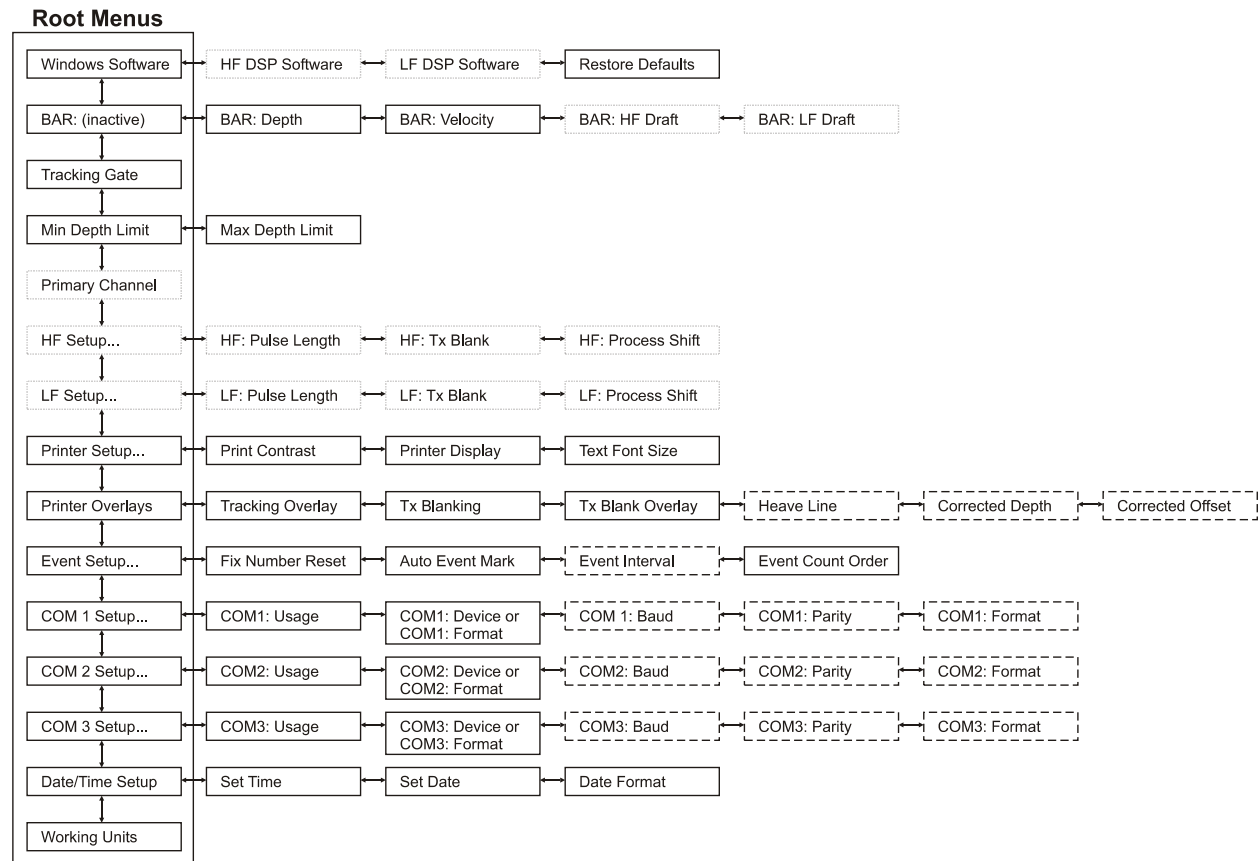 Root Menus
Windows Software
HF DSP Software
LF DSP Software
Restore Defaults
BAR: (inactive)
BAR: Depth
BAR: Velocity
BAR: HF Draft
BAR: LF Draft
Tracking Gate
Min Depth Limit
Max Depth Limit
Primary Channel
HF Setup...
HF: Pulse Length
HF: Tx Blank
HF: Process Shift
LF Setup...
LF: Pulse Length
LF: Tx Blank
LF: Process Shift
Printer Setup...
Print Contrast
Printer Display
Text Font Size
Printer Overlays
Tracking Overlay
Tx Blanking
Tx Blank Overlay
Heave Line
Corrected Depth
Corrected Offset
Event Setup...
Fix Number Reset
Auto Event Mark
Event Interval
Event Count Order
COM 1 Setup...
COM1: Usage
COM1: Device or
COM1: Format
COM 1: Baud
COM1: Parity
COM1: Format
COM 2 Setup...
COM2: Usage
COM2: Device or
COM2: Format
COM2: Baud
COM2: Parity
COM2: Format
COM 3 Setup...
COM3: Usage
COM3: Device or
COM3: Format
COM3: Baud
COM3: Parity
COM3: Format
Date/Time Setup
Set Time
Set Date
Date Format
Working Units